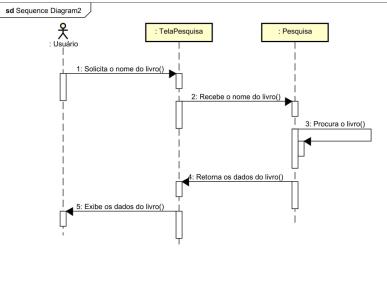 sd Sequence Diagram2
: Usuário
: TelaPesquisa
: Pesquisa
1: Solicita o nome do livro()
2: Recebe o nome do livro()
3: Procura o livro()
4: Retorna os dados do livro()
5: Exibe os dados do livro()